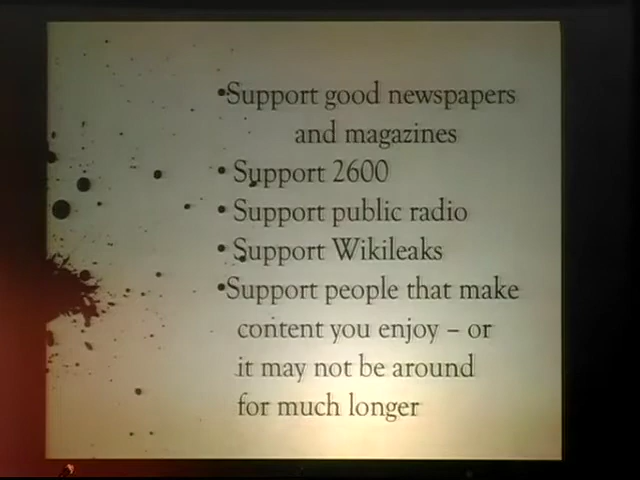 •Support good newspapers
and magazines
• Support 2600
• Support public radio
• Support Wikileaks
•Support people that make
content you enjoy – or
it may not be around
for much longer